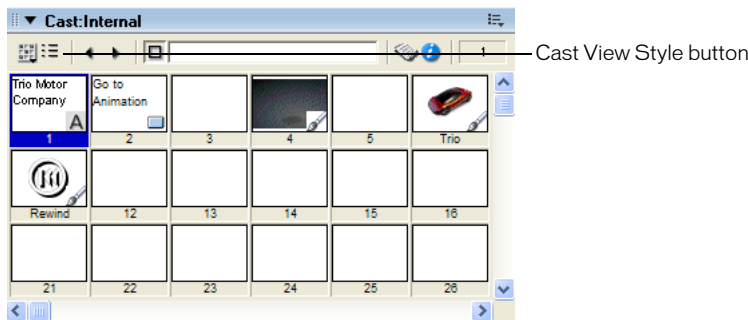 Cast:Internal
1
Cast View Style button
Trio Motor
Company
A
Go to
Animation
1 2 3 4 5 Trio
Rewind 12 13 14 15 16
21 22 23 24 25 26